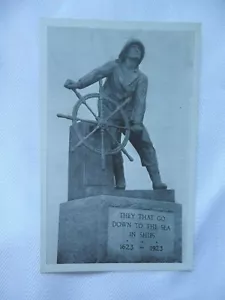 THEY THAT GO
DOWN TO THE SEA
IN SHIPS
1623 - 1923